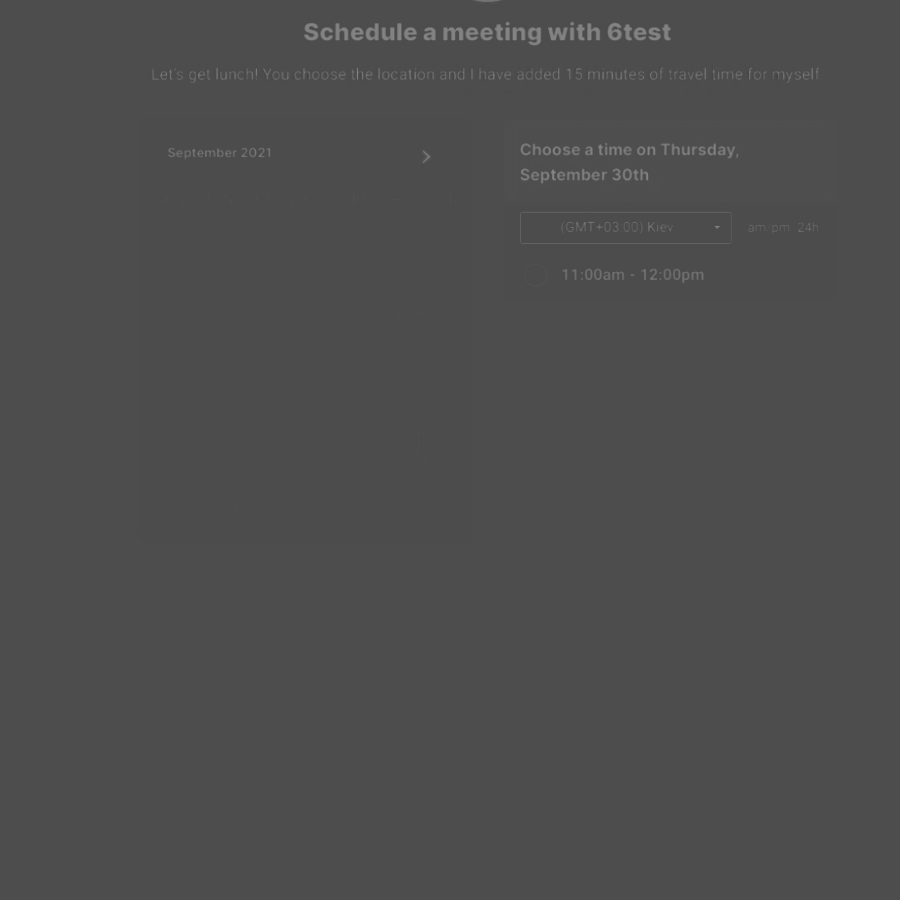 Schedule a meeting with 6test
Let's get lunch! You choose the location and I have added 15 minutes of travel time for myself
September 2021
Choose a time on Thursday,
September 30th
(GMT+03:00) Kiev
am pm 24h
11:00am - 12:00pm